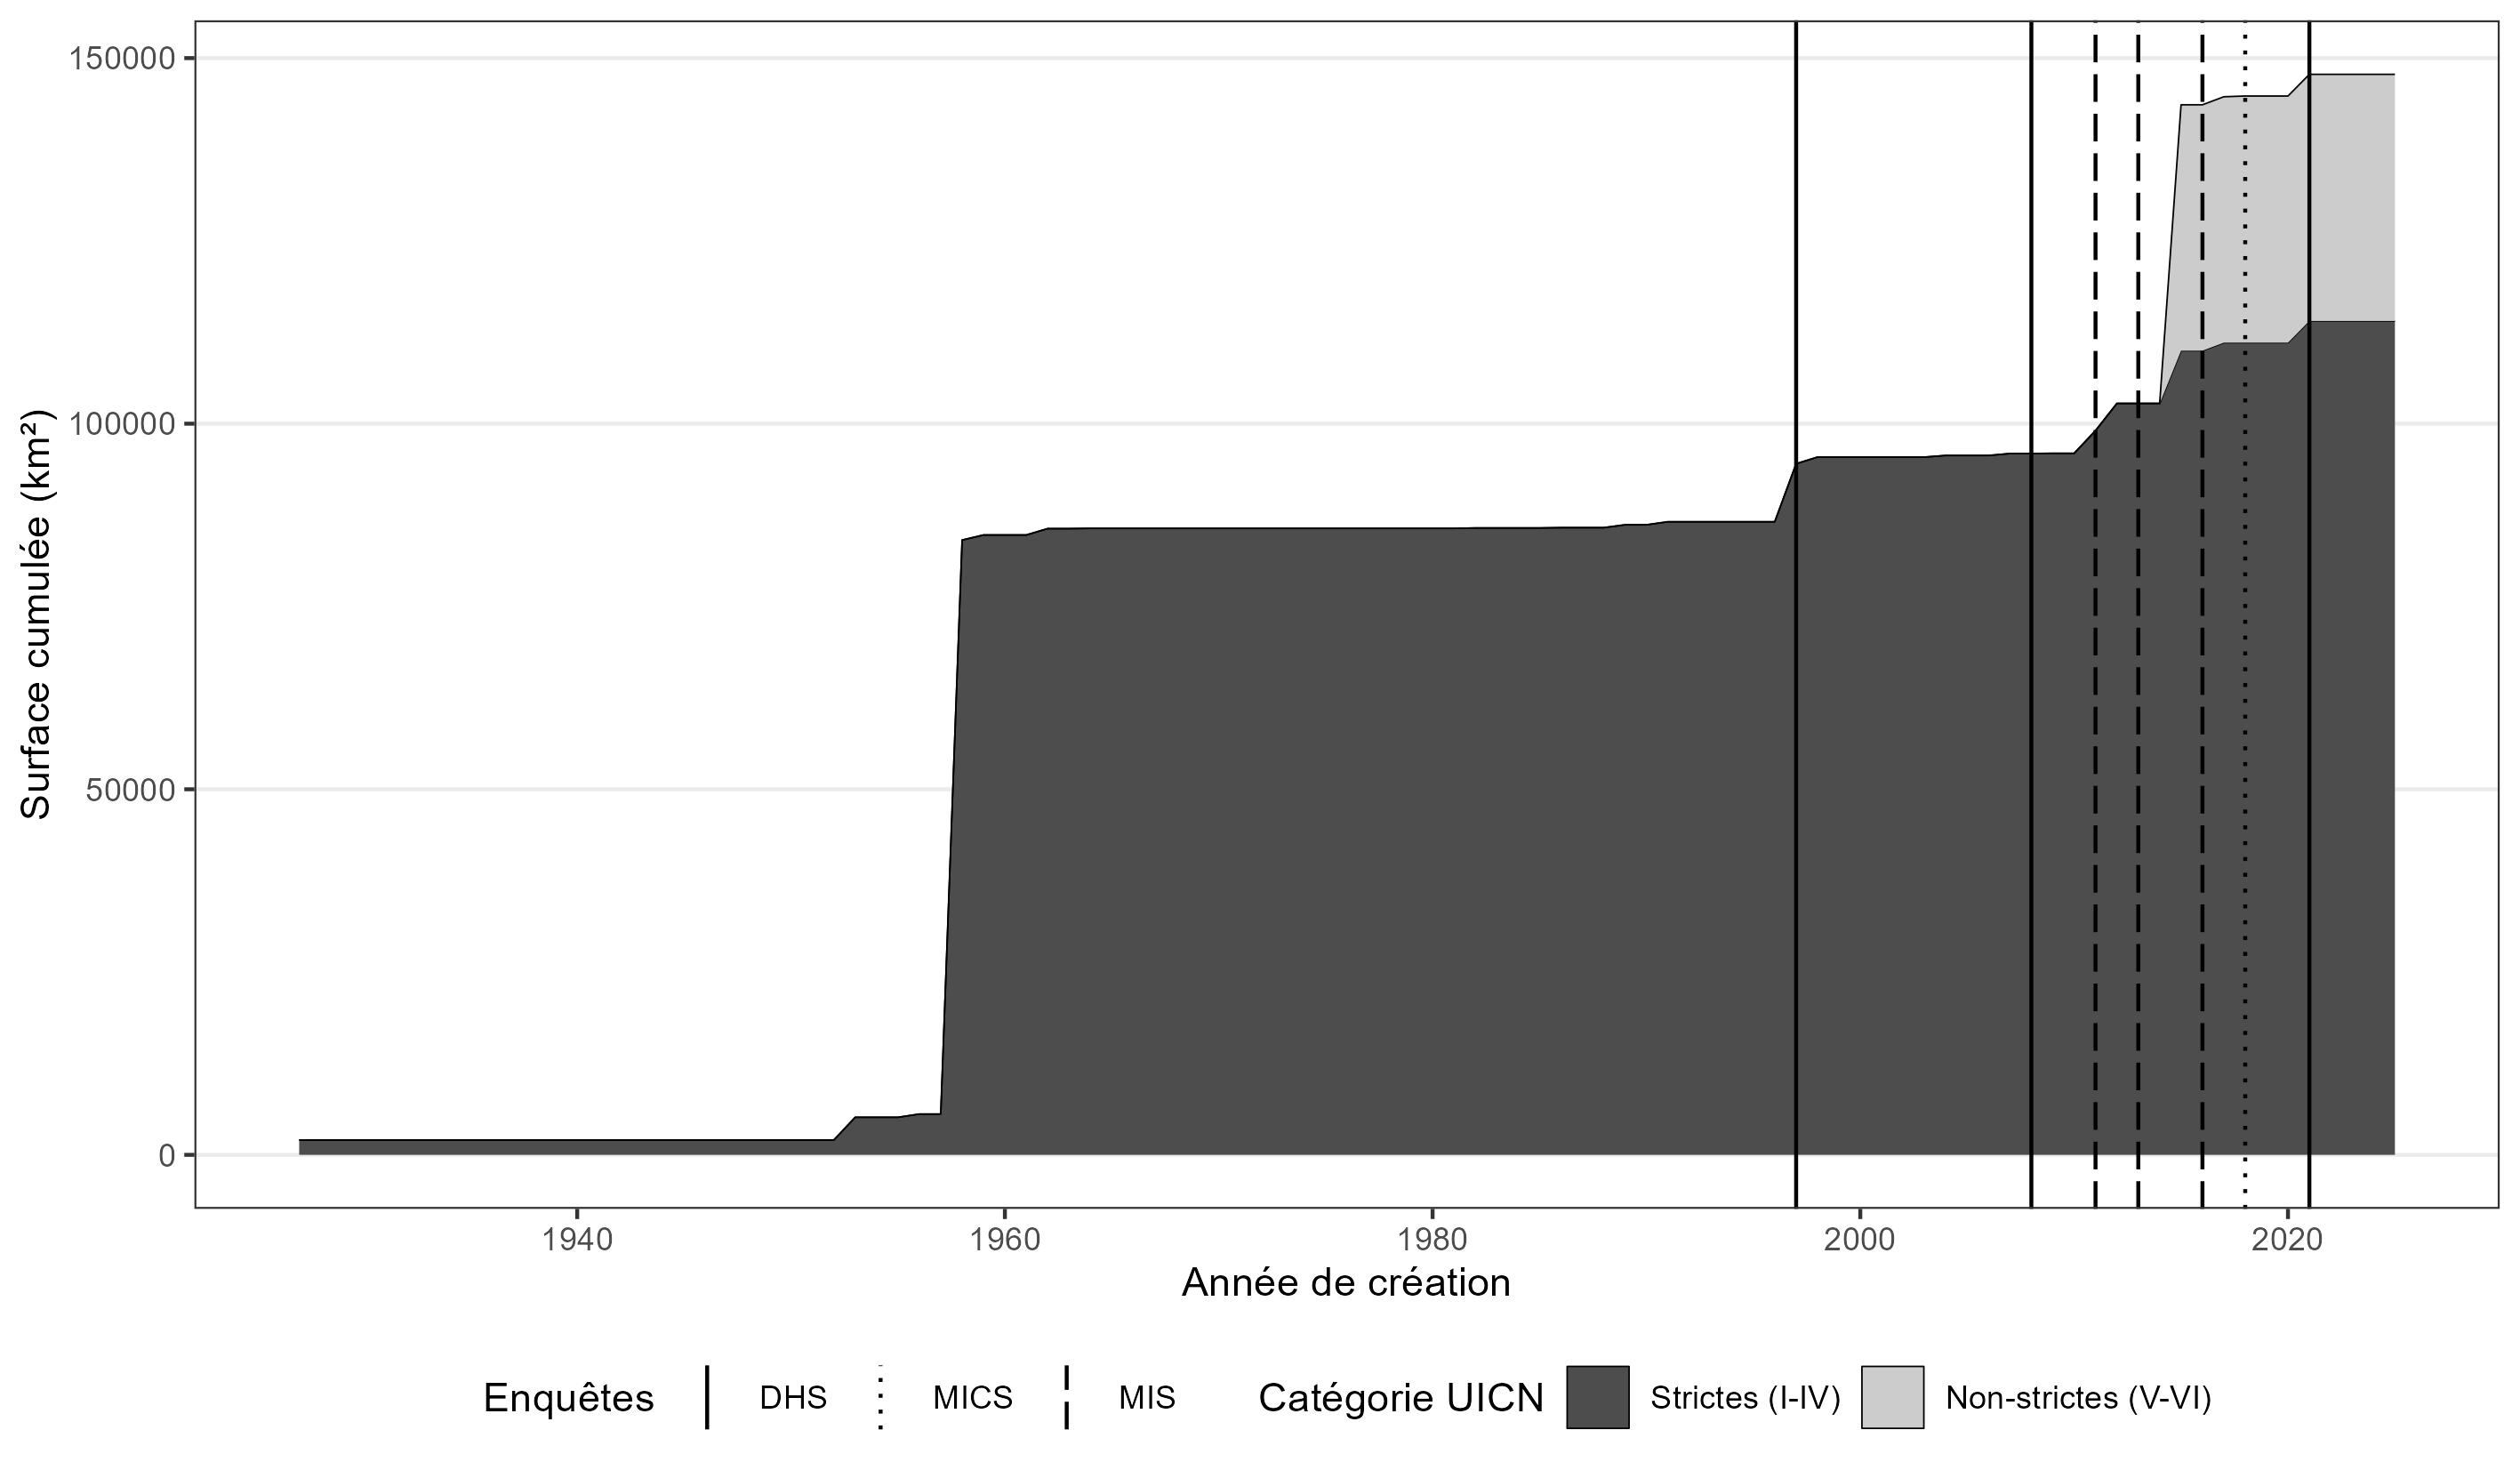 Surface cumulée (km²)
150000
100000
50000
0
1940 1960 1980 2000 2020
Année de création
Enquêtes DHS MICS MIS Catégorie UICN Strictes (I-IV) Non-strictes (V-VI)